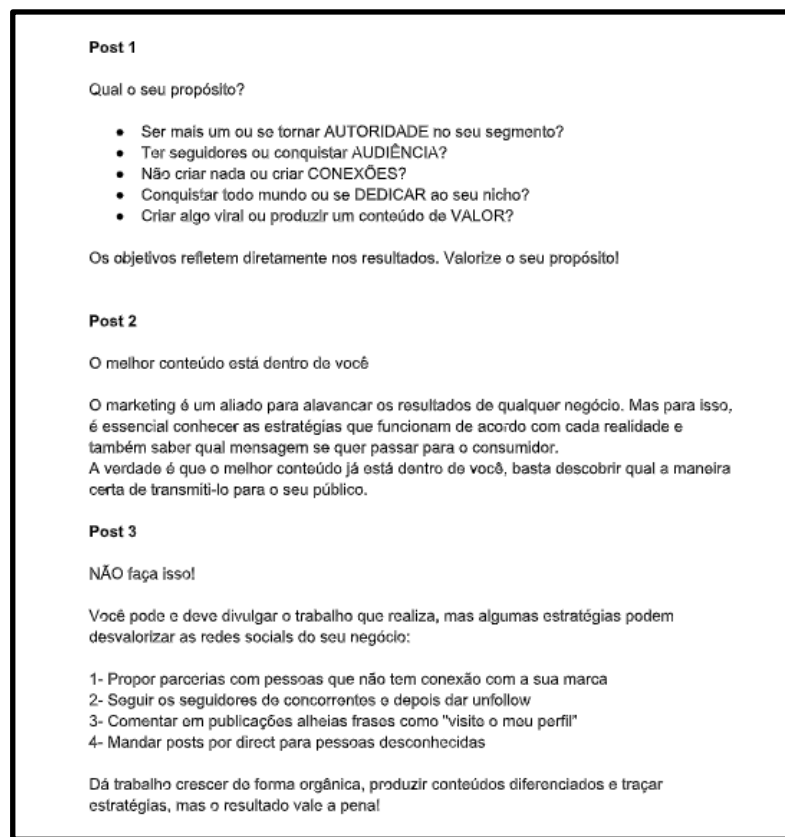 Post 1
Qual o seu propósito?
● Ser mais um ou se tornar AUTORIDADE no seu segmento?
● Ter seguidores ou conquistar AUDIÊNCIA?
● Não criar nada ou criar CONEXÕES?
● Conquistar todo mundo ou se DEDICAR ao seu nicho?
● Criar algo viral ou produzir um conteúdo de VALOR?
Os objetivos refletem diretamente nos resultados. Valorize o seu propósito!
Post 2
O melhor conteúdo está dentro de você
O marketing é um aliado para alavancar os resultados de qualquer negócio. Mas para isso,
é essencial conhecer as estratégias que funcionam de acordo com cada realidade e
também saber qual mensagem se quer passar para o consumidor.
A verdade é que o melhor conteúdo já está dentro de você, basta descobrir qual a maneira
certa de transmiti-lo para o seu público.
Post 3
NÃO faça isso!
Você pode e deve divulgar o trabalho que realiza, mas algumas estratégias podem
desvalorizar as redes sociais do seu negócio:
1- Propor parcerias com pessoas que não tem conexão com a sua marca
2- Seguir os seguidores de concorrentes e depois dar unfollow
3- Comentar em publicações alheias frases como "visite o meu perfil"
4- Mandar posts por direct para pessoas desconhecidas
Dá trabalho crescer de forma orgânica, produzir conteúdos diferenciados e traçar
estratégias, mas o resultado vale a pena!